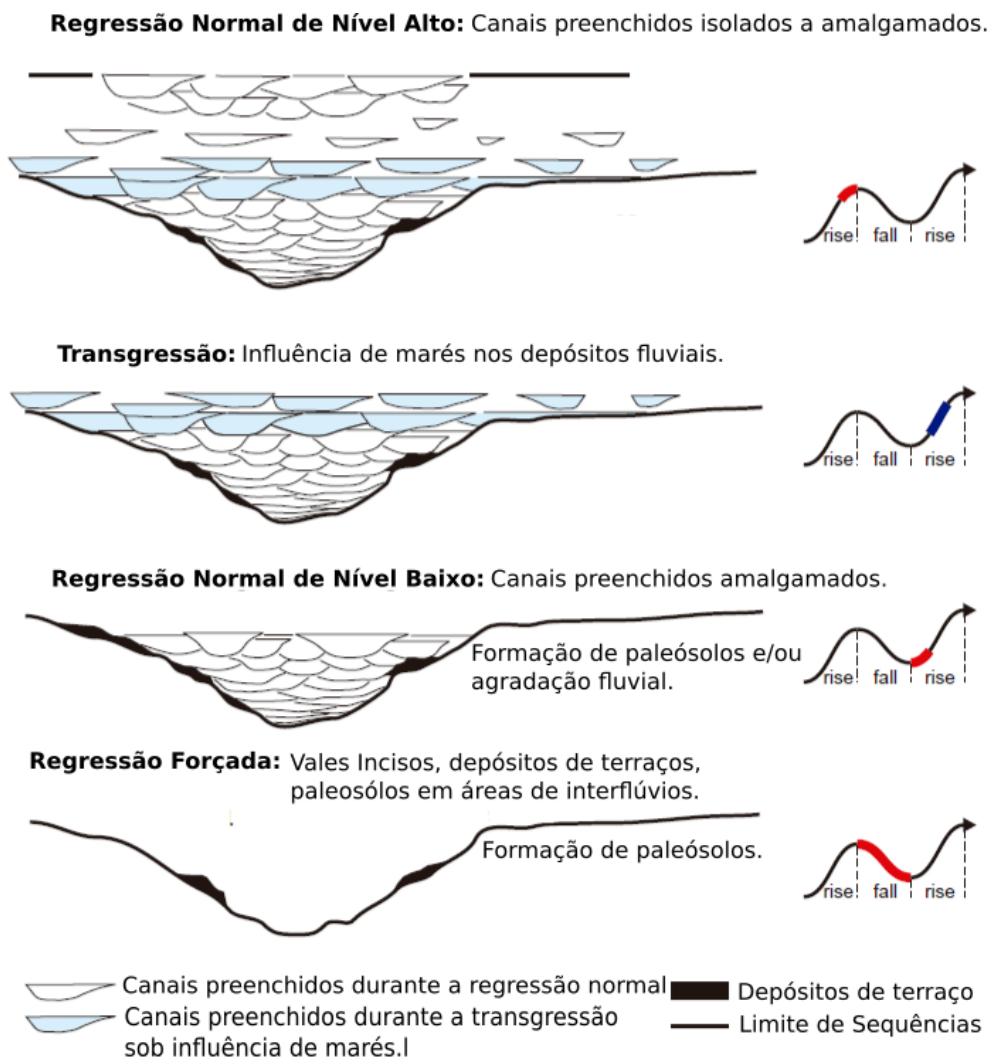 Regressão Normal de Nível Alto: Canais preenchidos isolados a amalgamados.
rise fall rise
Transgressão: Influência de marés nos depósitos fluviais.
rise fall rise
Regressão Normal de Nível Baixo: Canais preenchidos amalgamados.
Formação de paleósolos e/ou
agradação fluvial.
rise fall rise
Regressão Forçada: Vales Incisos, depósitos de terraços,
paleosólos em áreas de interflúvios.
Formação de paleósolos.
rise fall rise
Canais preenchidos durante a regressão normal
Depósitos de terraço
Canais preenchidos durante a transgressão
sob influência de marés.l
Limite de Sequências